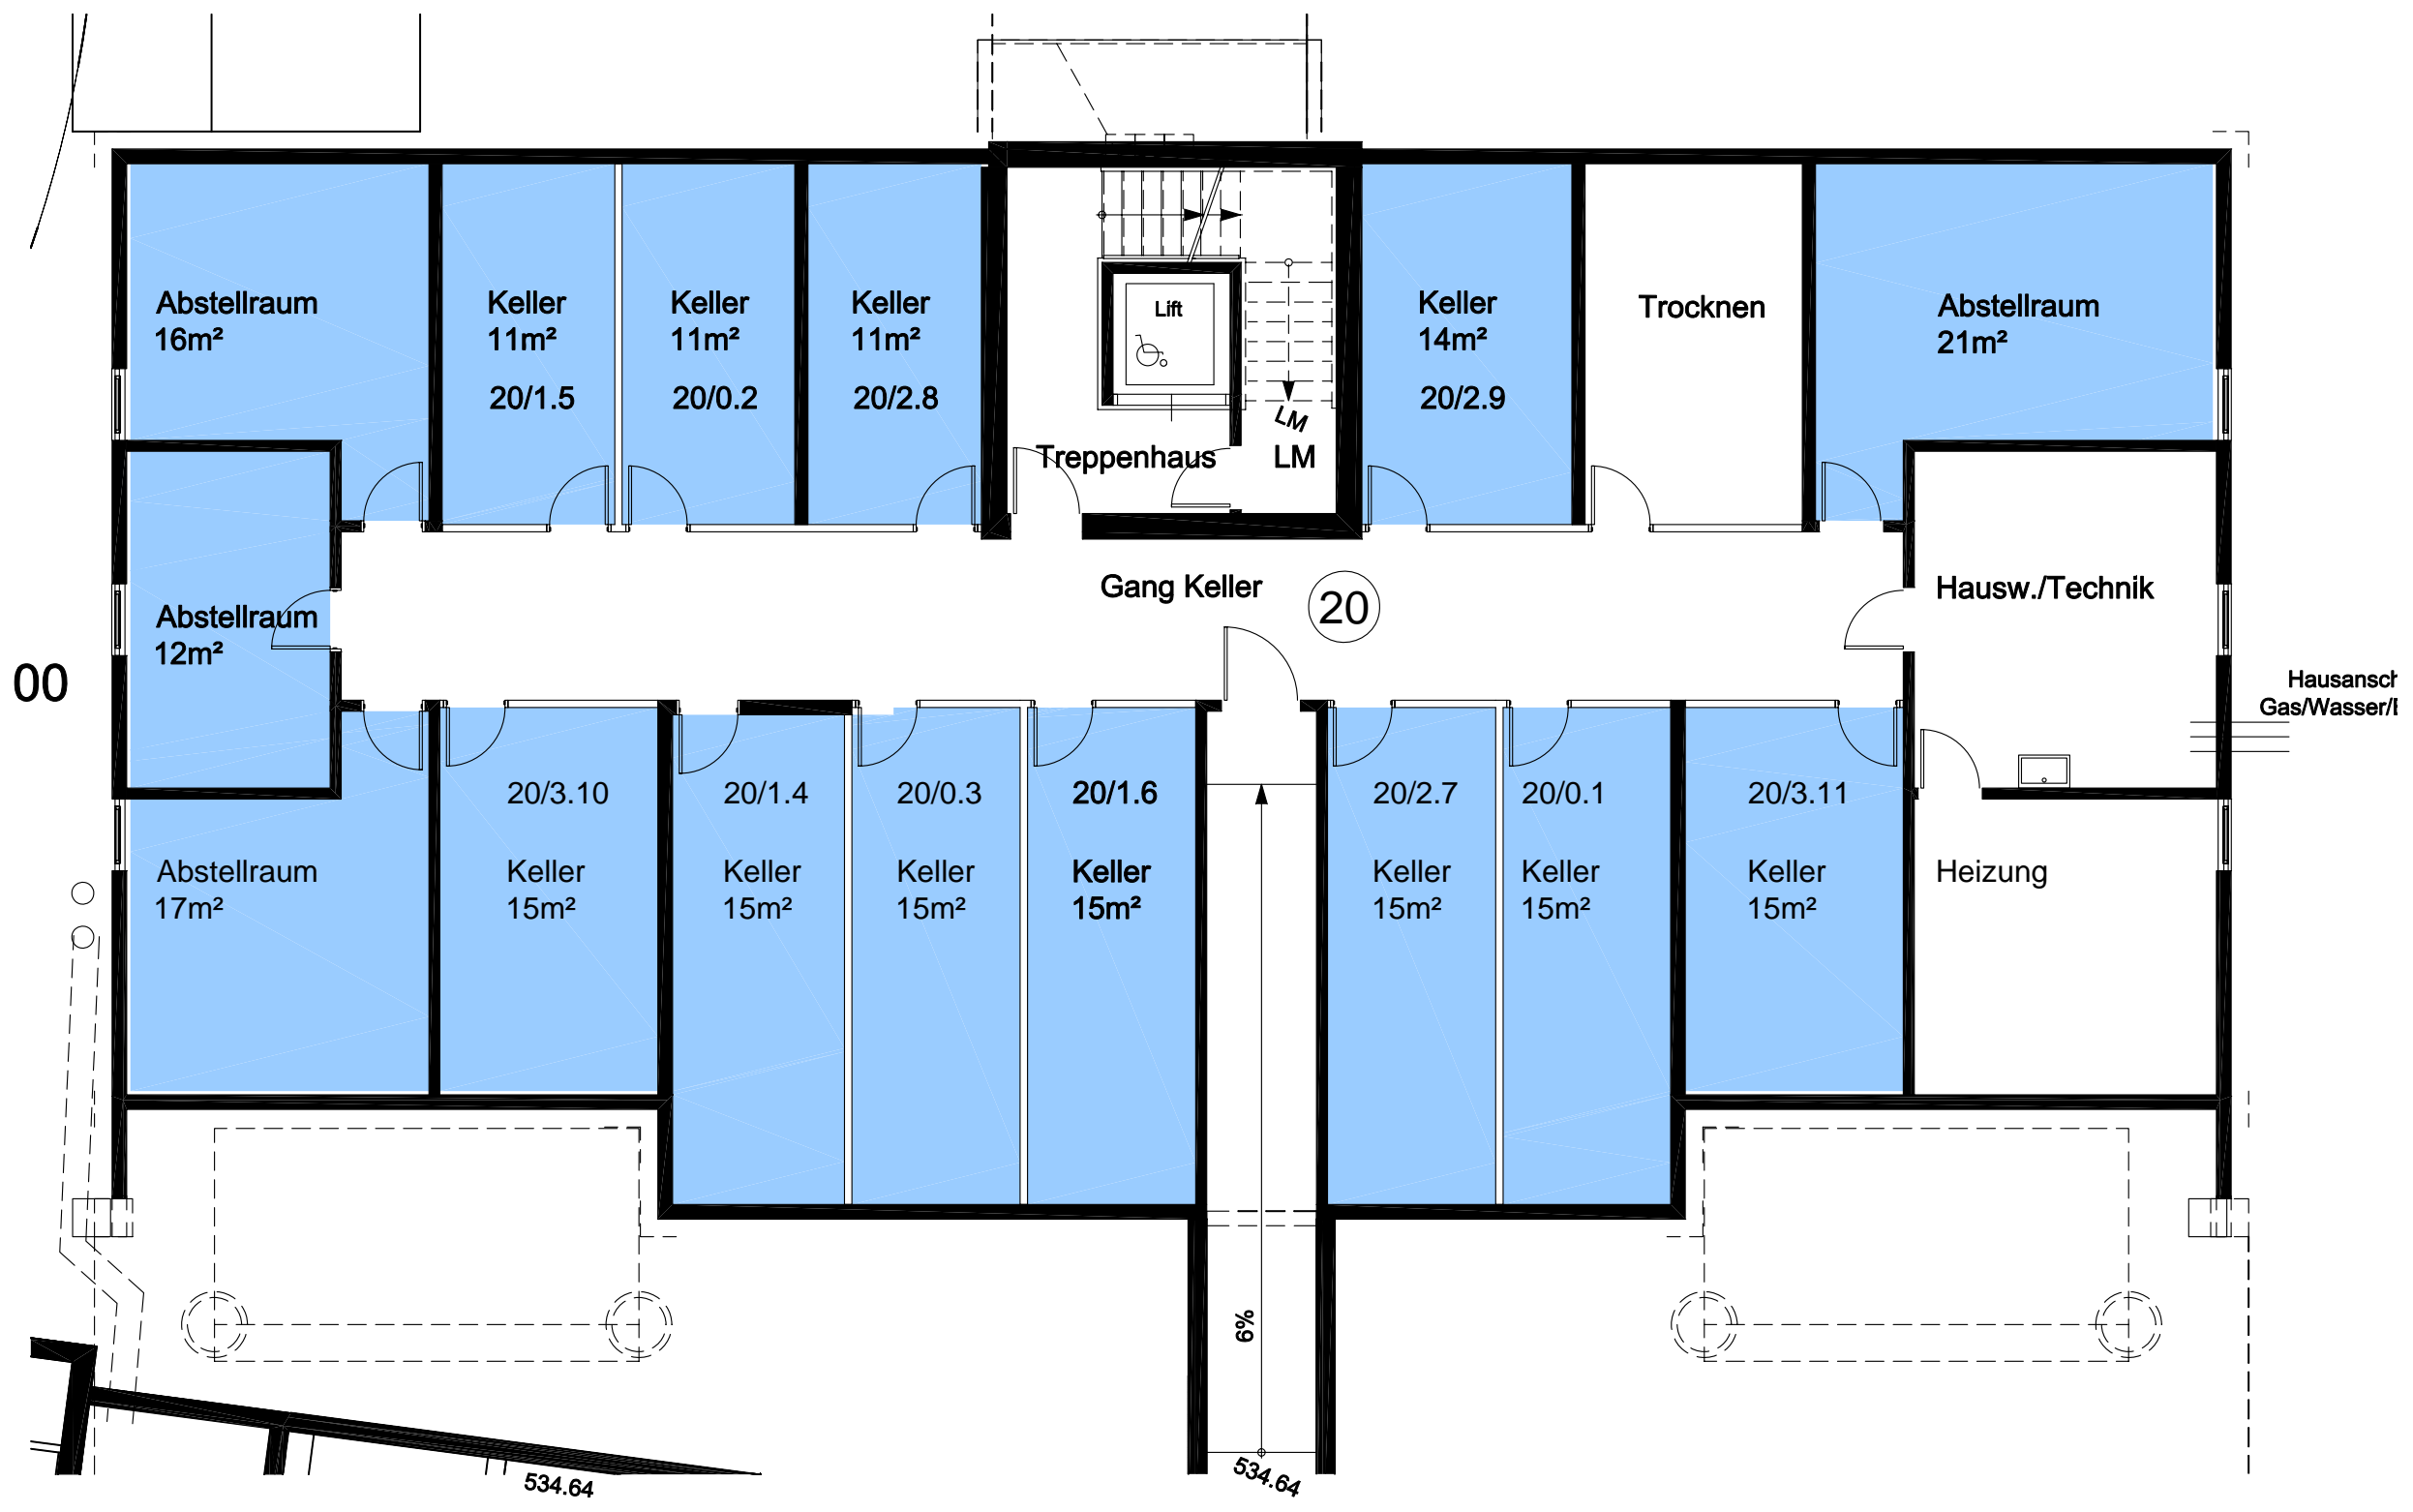 Abstellraum
16m²
Keller
11m²
20/1.5
Keller
11m²
20/0.2
Keller
11m²
20/2.8
Lift
LM
Treppenhaus
LM
Keller
14m²
20/2.9
Trocknen
Abstellraum
21m²
Abstellraum
12m²
00
Gang Keller
20
Hausw./Technik
Hausansch
Gas/Wasser/
20/3.10
Keller
15m²
20/1.4
Keller
15m²
20/0.3
Keller
15m²
20/1.6
Keller
15m²
20/2.7
Keller
15m²
20/0.1
Keller
15m²
20/3.11
Keller
15m²
Abstellraum
17m²
Heizung
6%
534.64
534.64